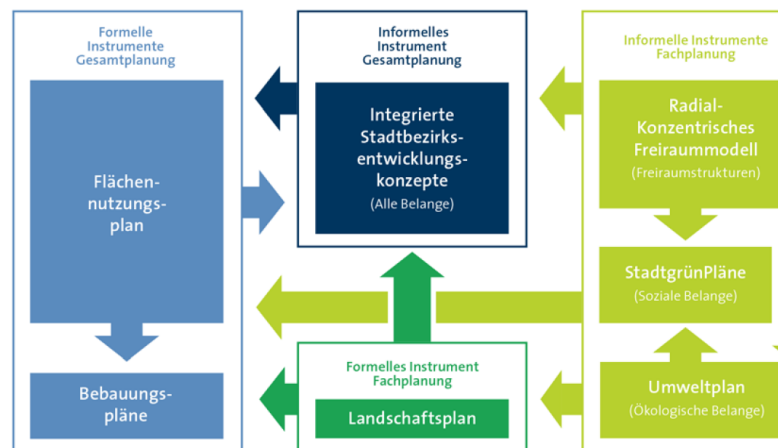 Formelle
Instrumente
Gesamtplanung
Flächen-
nutzungs-
plan
Bebauungs-
pläne
Informelles
Instrument
Gesamtplanung
Integrierte
Stadtbezirks-
entwicklungs-
konzepte
(Alle Belange)
Formelles Instrument
Fachplanung
Landschaftsplan
Informelle Instrumente
Fachplanung
Radial-
Konzentrisches
Freiraummodell
(Freiraumstrukturen)
StadtgrünPläne
(Soziale Belange)
Umweltplan
(Ökologische Belange)